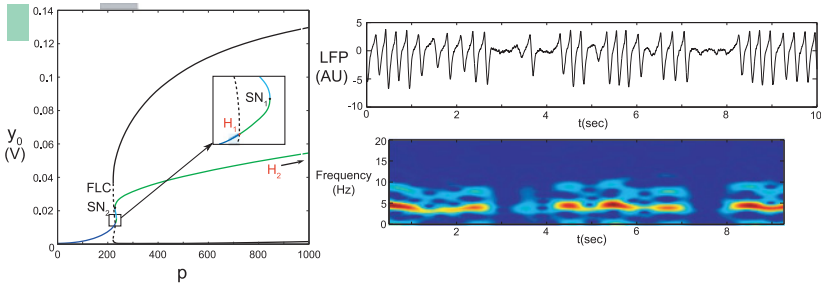 0.14
0.12
0.1
0.08
0.06
0.04
0.02
0
y₀
(V)
FLC
SN₂
SN₁
H₁
H₂
0 200 400 600 800 1000
p
LFP
(AU)
5
0
-5
-10
0 2 4 6 8 10
t(sec)
Frequency
(Hz)
20
15
10
5
0
2 4 6 8
t(sec)